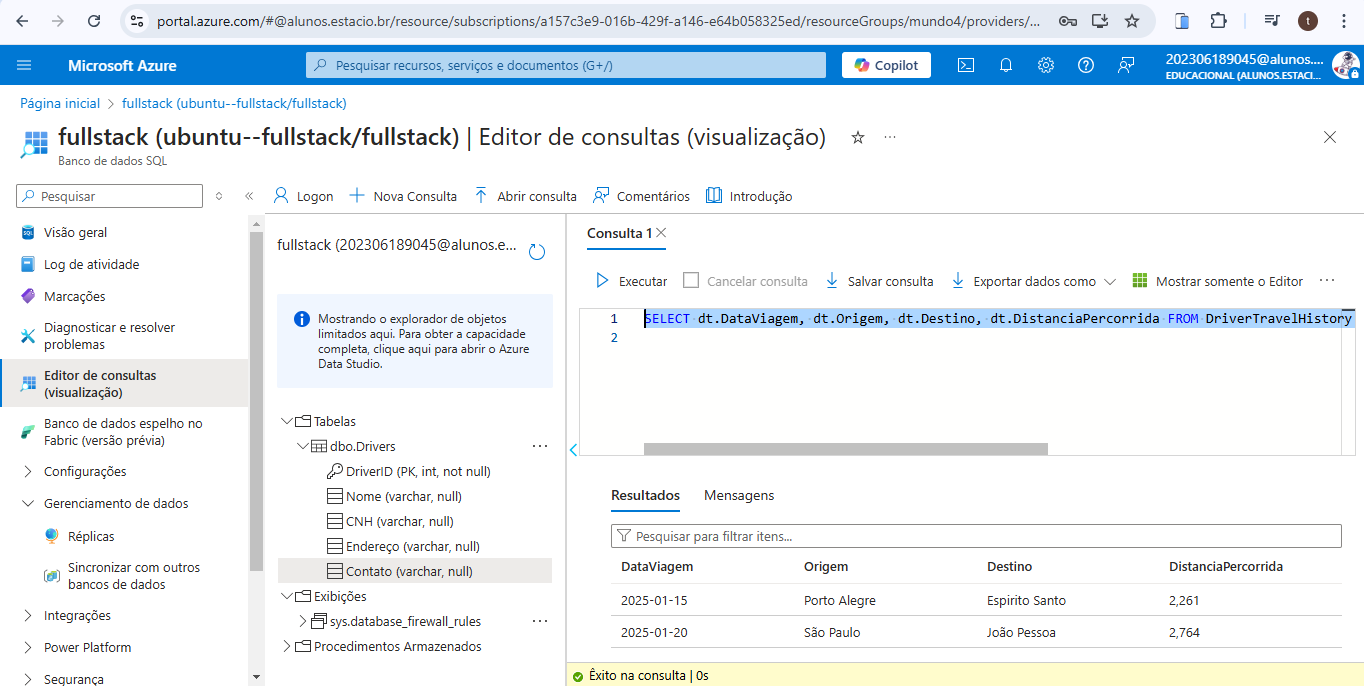 portal.azure.com/#@alunos.estacio.br/resource/subscriptions/a157c3e9-016b-429f-a146-e64b058325ed/resourceGroups/mundo4/providers/...
t
Microsoft Azure
Pesquisar recursos, serviços e documentos (G+/)
Copilot
202306189045@alunos....
EDUCACIONAL (ALUNOS.ESTACI...
Página inicial > fullstack (ubuntu--fullstack/fullstack)
fullstack (ubuntu--fullstack/fullstack) | Editor de consultas (visualização)
Banco de dados SQL
Pesquisar
Visão geral
Log de atividade
Marcações
Diagnosticar e resolver
problemas
Editor de consultas
(visualização)
Banco de dados espelho no
Fabric (versão prévia)
Configurações
Gerenciamento de dados
Réplicas
Sincronizar com outros
bancos de dados
Integrações
Power Platform
Segurança
Logon
Nova Consulta
Abrir consulta
Comentários
Introdução
fullstack (202306189045@alunos.e...
Mostrando o explorador de objetos
limitados aqui. Para obter a capacidade
completa, clique aqui para abrir o Azure
Data Studio.
Tabelas
dbo.Drivers
DriverID (PK, int, not null)
Nome (varchar, null)
CNH (varchar, null)
Endereço (varchar, null)
Contato (varchar, null)
Exibições
sys.database_firewall_rules
Procedimentos Armazenados
Consulta 1
Executar
Cancelar consulta
Salvar consulta
Exportar dados como
Mostrar somente o Editor
1 SELECT dt.DataViagem, dt.Origem, dt.Destino, dt.DistanciaPercorrida FROM DriverTravelHistory
2
Resultados Mensagens
Pesquisar para filtrar itens...
DataViagem Origem Destino DistanciaPercorrida
2025-01-15 Porto Alegre Espirito Santo 2,261
2025-01-20 São Paulo João Pessoa 2,764
Êxito na consulta | 0s